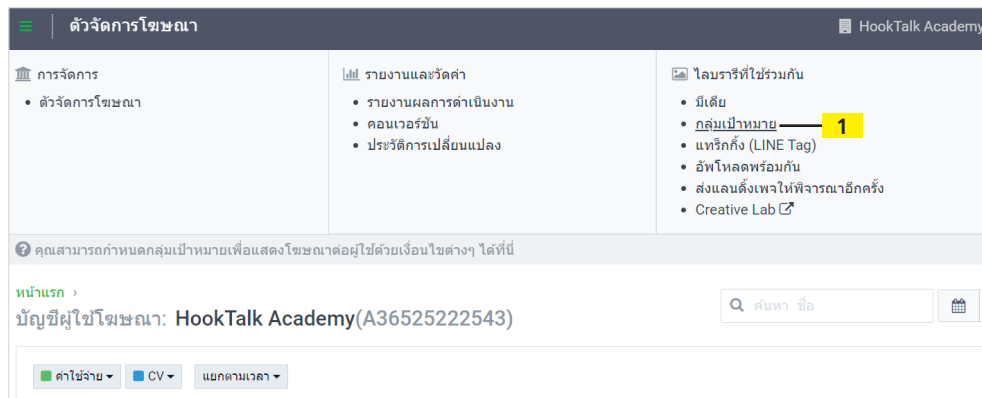 ตัวจัดการโฆษณา
HookTalk Academy
การจัดการ
ตัวจัดการโฆษณา
รายงานและวัดค่า
รายงานผลการดำเนินงาน
คอนเวอร์ชัน
ประวัติการเปลี่ยนแปลง
ไลบรารีที่ใช้ร่วมกัน
มีเดีย
กลุ่มเป้าหมาย 1
แทร็กกิ้ง (LINE Tag)
อัพโหลดพร้อมกัน
ส่งแลนดิ้งเพจให้พิจารณาอีกครั้ง
Creative Lab
คุณสามารถกำหนดกลุ่มเป้าหมายเพื่อแสดงโฆษณาต่อผู้ใช้ด้วยเงื่อนไขต่างๆ ได้ที่นี่
หน้าแรก ›
บัญชีผู้ใช้โฆษณา: HookTalk Academy(A36525222543)
ค้นหา ชื่อ
ค่าใช้จ่าย CV แยกตามเวลา